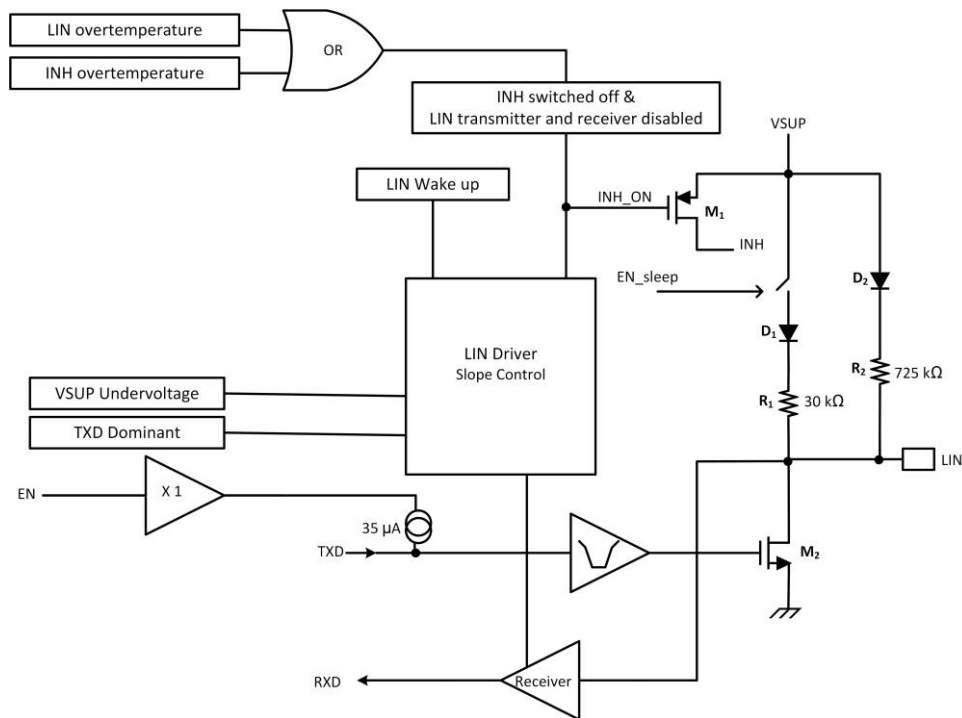 LIN overtemperature
OR
INH overtemperature
INH switched off &
LIN transmitter and receiver disabled
VSUP
LIN Wake up
INH_ON
M1
INH
EN_sleep
D2
D1
LIN Driver
Slope Control
R2
725 kΩ
VSUP Undervoltage
R1
30 kΩ
TXD Dominant
LIN
EN
X 1
35 µA
TXD
M2
RXD
Receiver